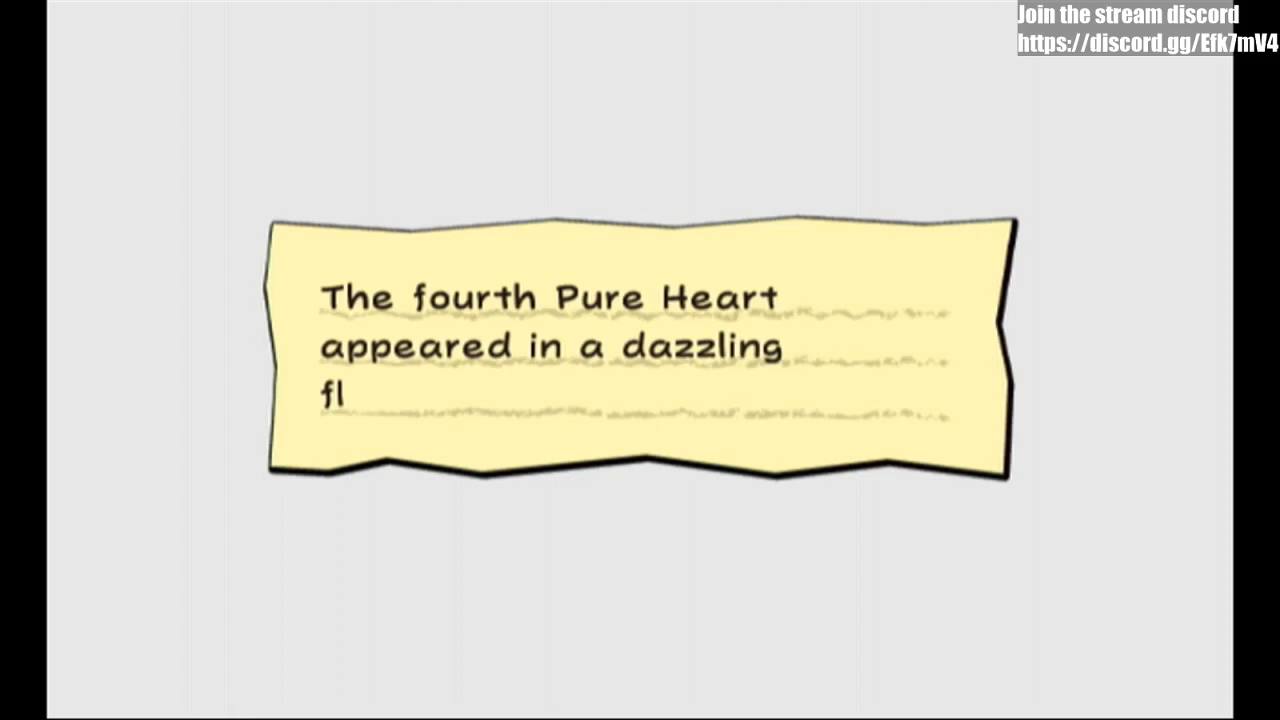 Join the stream discord
https://discord.gg/Efk7mV4
The fourth Pure Heart
appeared in a dazzling
fl